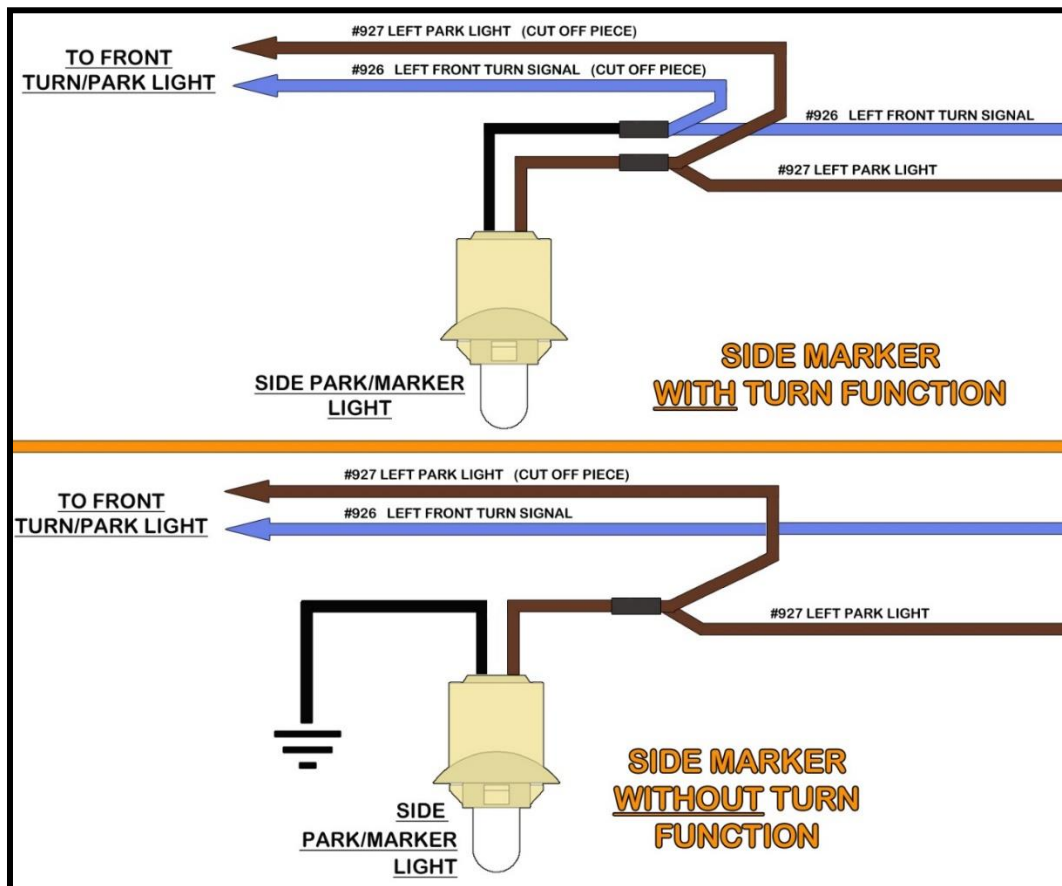 #927 LEFT PARK LIGHT (CUT OFF PIECE)
TO FRONT
TURN/PARK LIGHT
#926 LEFT FRONT TURN SIGNAL (CUT OFF PIECE)
#926 LEFT FRONT TURN SIGNAL
#927 LEFT PARK LIGHT
SIDE PARK/MARKER
LIGHT
SIDE MARKER
WITH TURN FUNCTION
#927 LEFT PARK LIGHT (CUT OFF PIECE)
TO FRONT
TURN/PARK LIGHT
#926 LEFT FRONT TURN SIGNAL
#927 LEFT PARK LIGHT
SIDE
PARK/MARKER
LIGHT
SIDE MARKER
WITHOUT TURN
FUNCTION